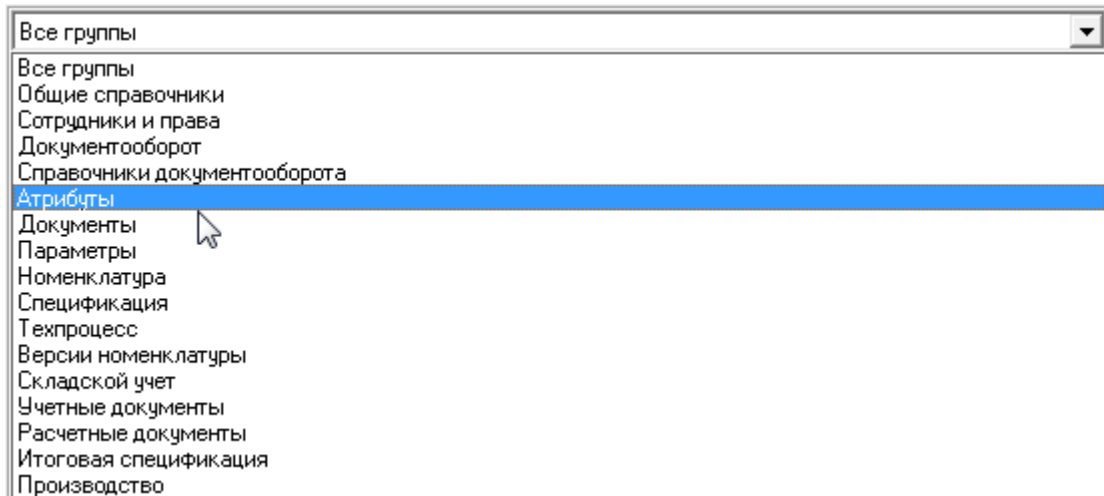 Все группы
Все группы
Общие справочники
Сотрудники и права
Документооборот
Справочники документооборота
Атрибуты
Документы
Параметры
Номенклатура
Спецификация
Техпроцесс
Версии номенклатуры
Складской учет
Учетные документы
Расчетные документы
Итоговая спецификация
Производство